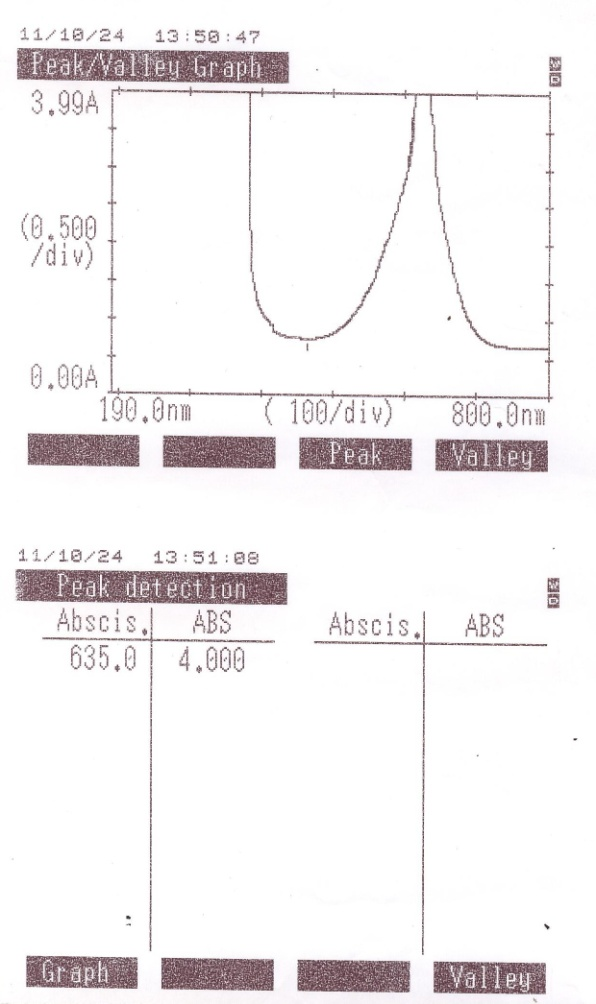 11/10/24 13:50:47
Peak/Valley Graph
3.99A
(0.500
/div)
0.00A
190.0nm ( 100/div) 800.0nm
Peak Valley
11/10/24 13:51:08
Peak detection
Abscis. ABS Abscis. ABS
635.0 4.000
Graph Valley